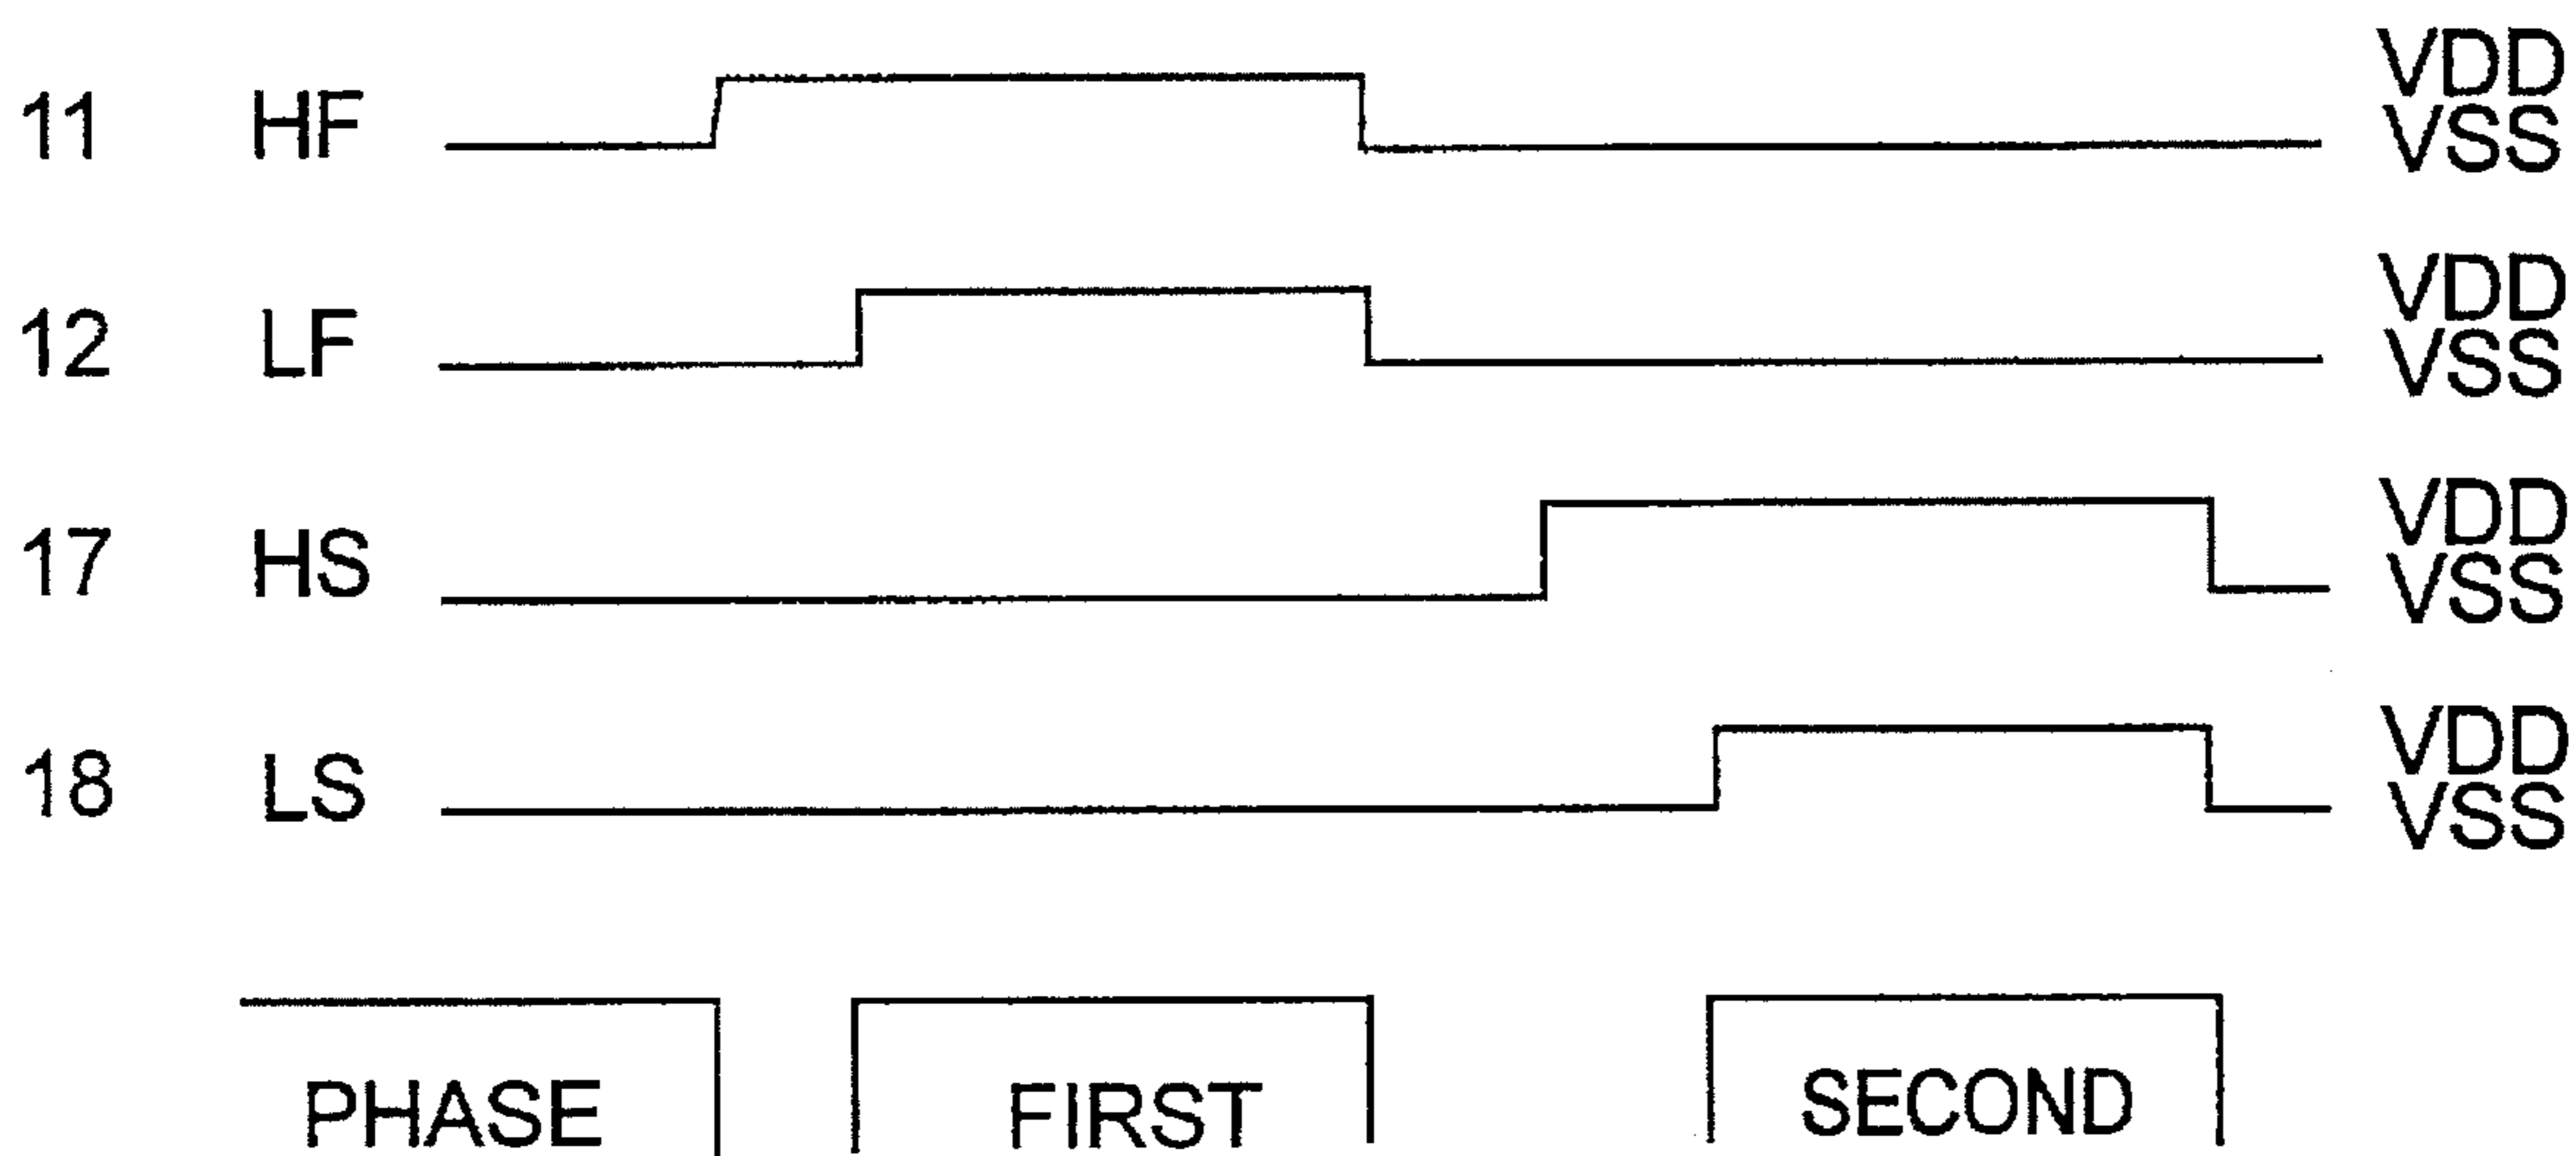 11 HF VDD
VSS
12 LF VDD
VSS
17 HS VDD
VSS
18 LS VDD
VSS
PHASE FIRST SECOND